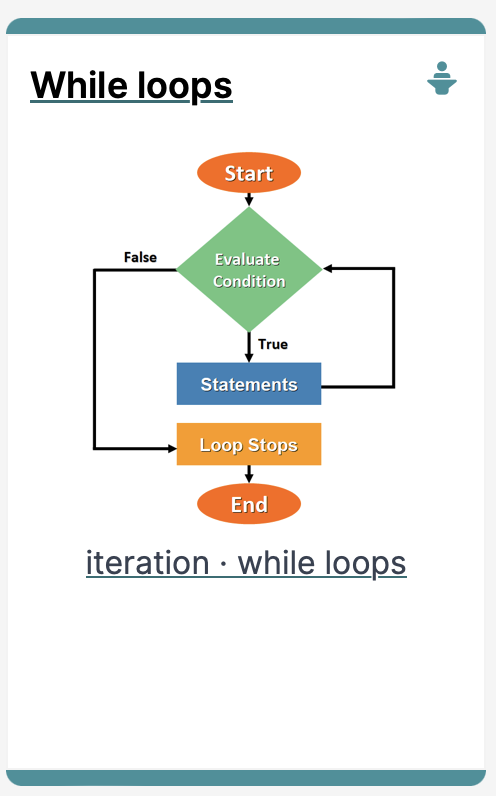 While loops
Start
Evaluate
Condition
False
True
Statements
Loop Stops
End
iteration · while loops